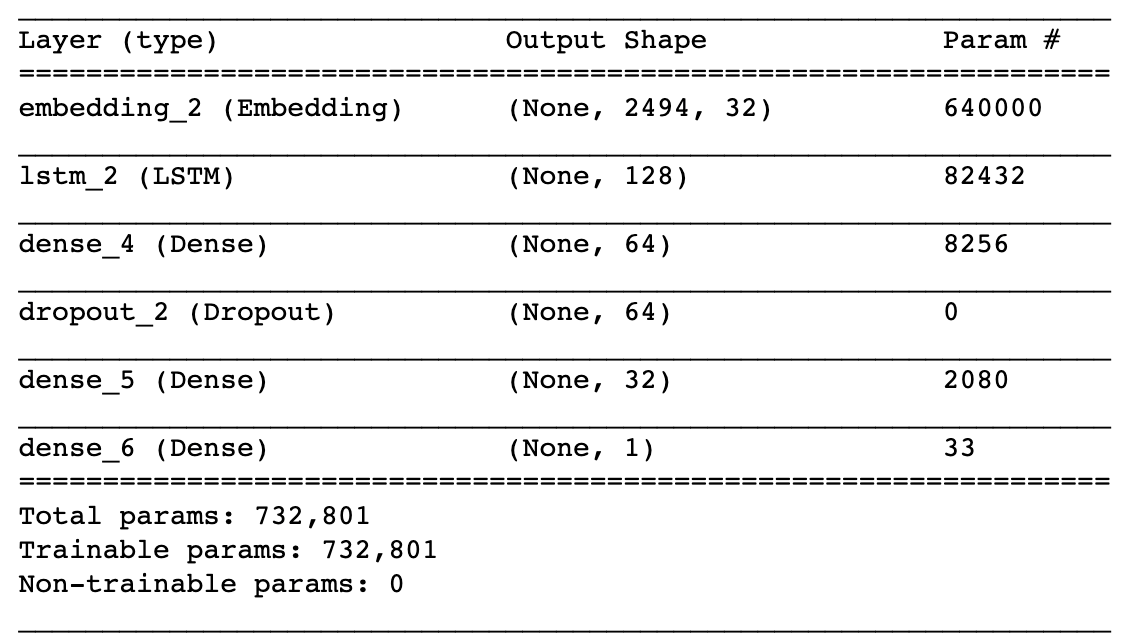 Layer (type) Output Shape Param #
embedding_2 (Embedding) (None, 2494, 32) 640000
lstm_2 (LSTM) (None, 128) 82432
dense_4 (Dense) (None, 64) 8256
dropout_2 (Dropout) (None, 64) 0
dense_5 (Dense) (None, 32) 2080
dense_6 (Dense) (None, 1) 33
Total params: 732,801
Trainable params: 732,801
Non-trainable params: 0